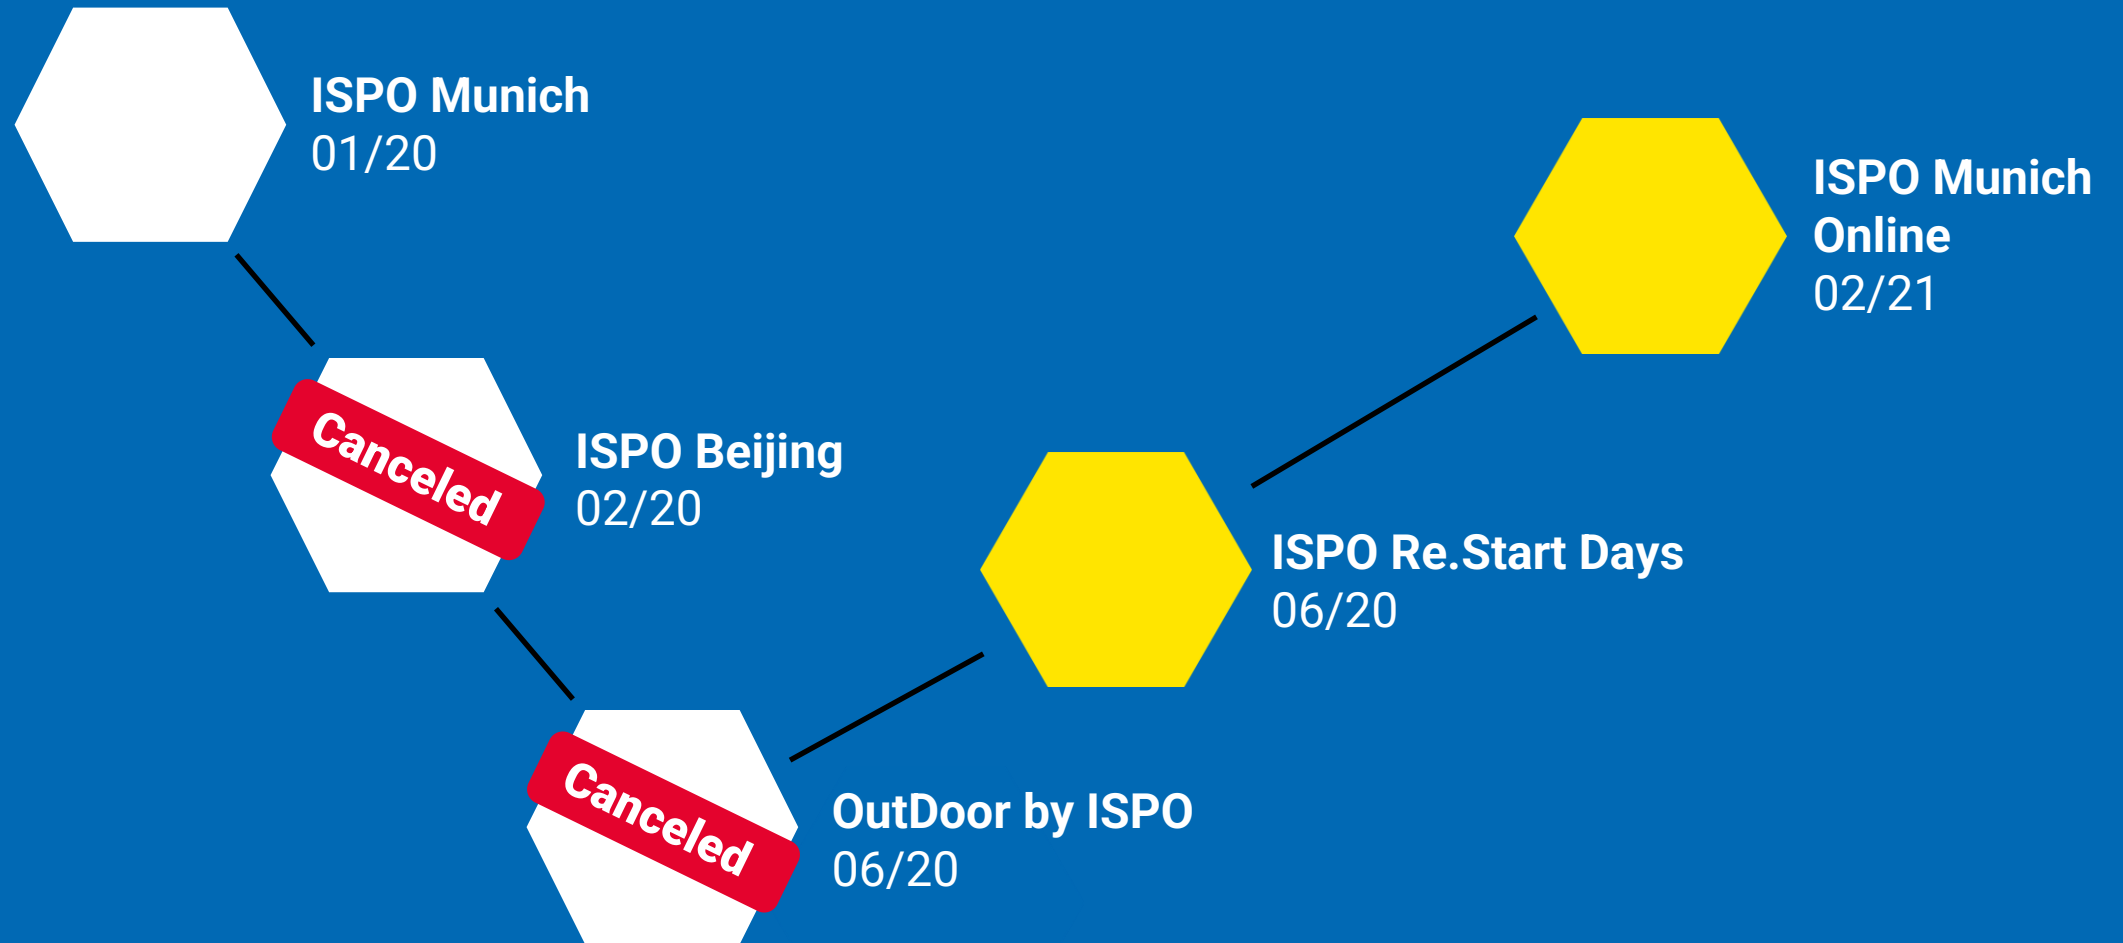 ISPO Munich
01/20
Canceled
ISPO Beijing
02/20
Canceled
OutDoor by ISPO
06/20
ISPO Re.Start Days
06/20
ISPO Munich
Online
02/21